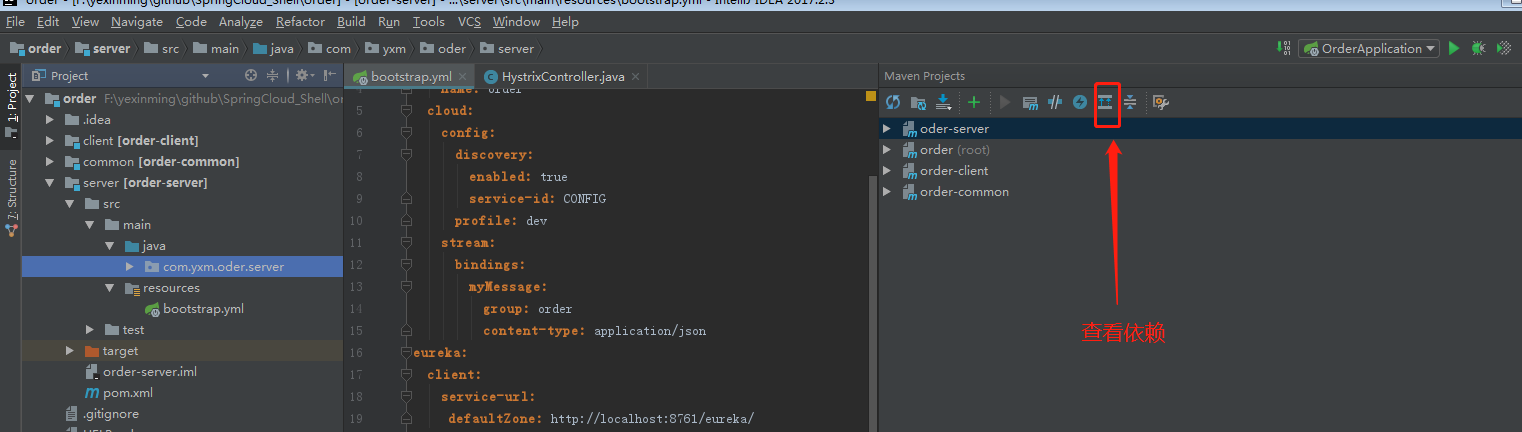 order - [F:\yexinming\github\SpringCloud_Shell\order] - [order-server] - ...\server\src\main\resources\bootstrap.yml - IntelliJ IDEA 2017.2.5
File Edit View Navigate Code Analyze Refactor Build Run Tools VCS Window Help
order server src main java com yxm oder server OrderApplication
1: Project
7: Structure
Project
order F:\yexinming\github\SpringCloud_Shell\or
.idea
client [order-client]
common [order-common]
server [order-server]
src
main
java
com.yxm.oder.server
resources
bootstrap.yml
test
target
order-server.iml
pom.xml
.gitignore
bootstrap.yml HystrixController.java
name: order
5 cloud:
6 config:
7 discovery:
8 enabled: true
9 service-id: CONFIG
10 profile: dev
11 stream:
12 bindings:
13 myMessage:
14 group: order
15 content-type: application/json
16 eureka:
17 client:
18 service-url:
19 defaultZone: http://localhost:8761/eureka/
Maven Projects
oder-server
order (root)
order-client
order-common
查看依赖